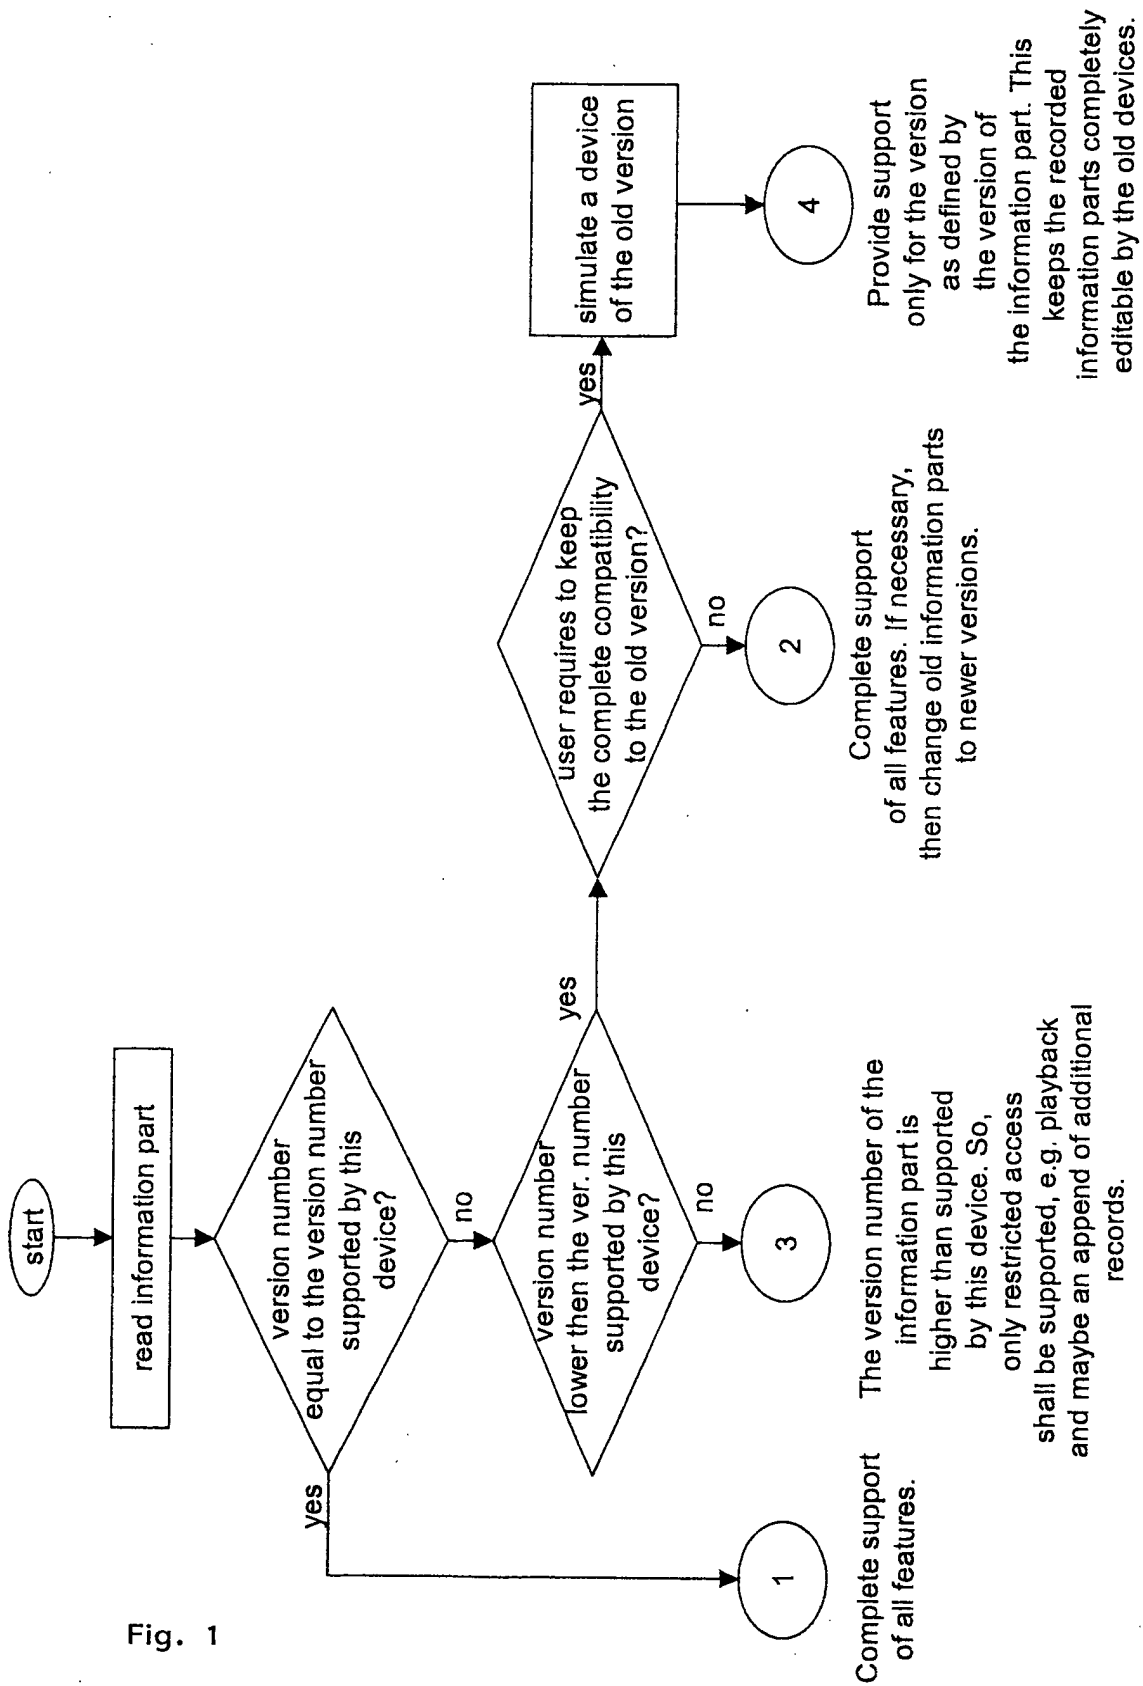 start
read information part
version number
equal to the version number
supported by this
device?
yes
no
version number
lower then the ver. number
supported by this
device?
yes
no
user requires to keep
the complete compatibility
to the old version?
yes
no
simulate a device
of the old version
1
Complete support
of all features.
3
The version number of the
information part is
higher than supported
by this device. So,
only restricted access
shall be supported, e.g. playback
and maybe an append of additional
records.
2
Complete support
of all features. If necessary,
then change old information parts
to newer versions.
4
Provide support
only for the version
as defined by
the version of
the information part. This
keeps the recorded
information parts completely
editable by the old devices.
Fig. 1